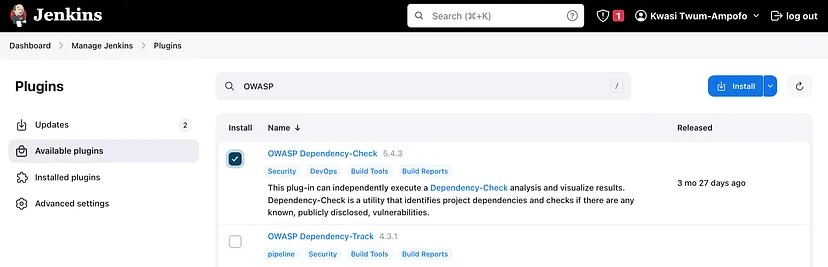 Jenkins
Search (⌘+K)
1
Kwasi Twum-Ampofo
log out
Dashboard
Manage Jenkins
Plugins
Plugins
OWASP
/
Install
Updates
2
Available plugins
Installed plugins
Advanced settings
Install
Name ↓
Released
OWASP Dependency-Check 5.4.3
Security DevOps Build Tools Build Reports
This plug-in can independently execute a Dependency-Check analysis and visualize results.
Dependency-Check is a utility that identifies project dependencies and checks if there are any
known, publicly disclosed, vulnerabilities.
3 mo 27 days ago
OWASP Dependency-Track 4.3.1
pipeline Security Build Tools Build Reports